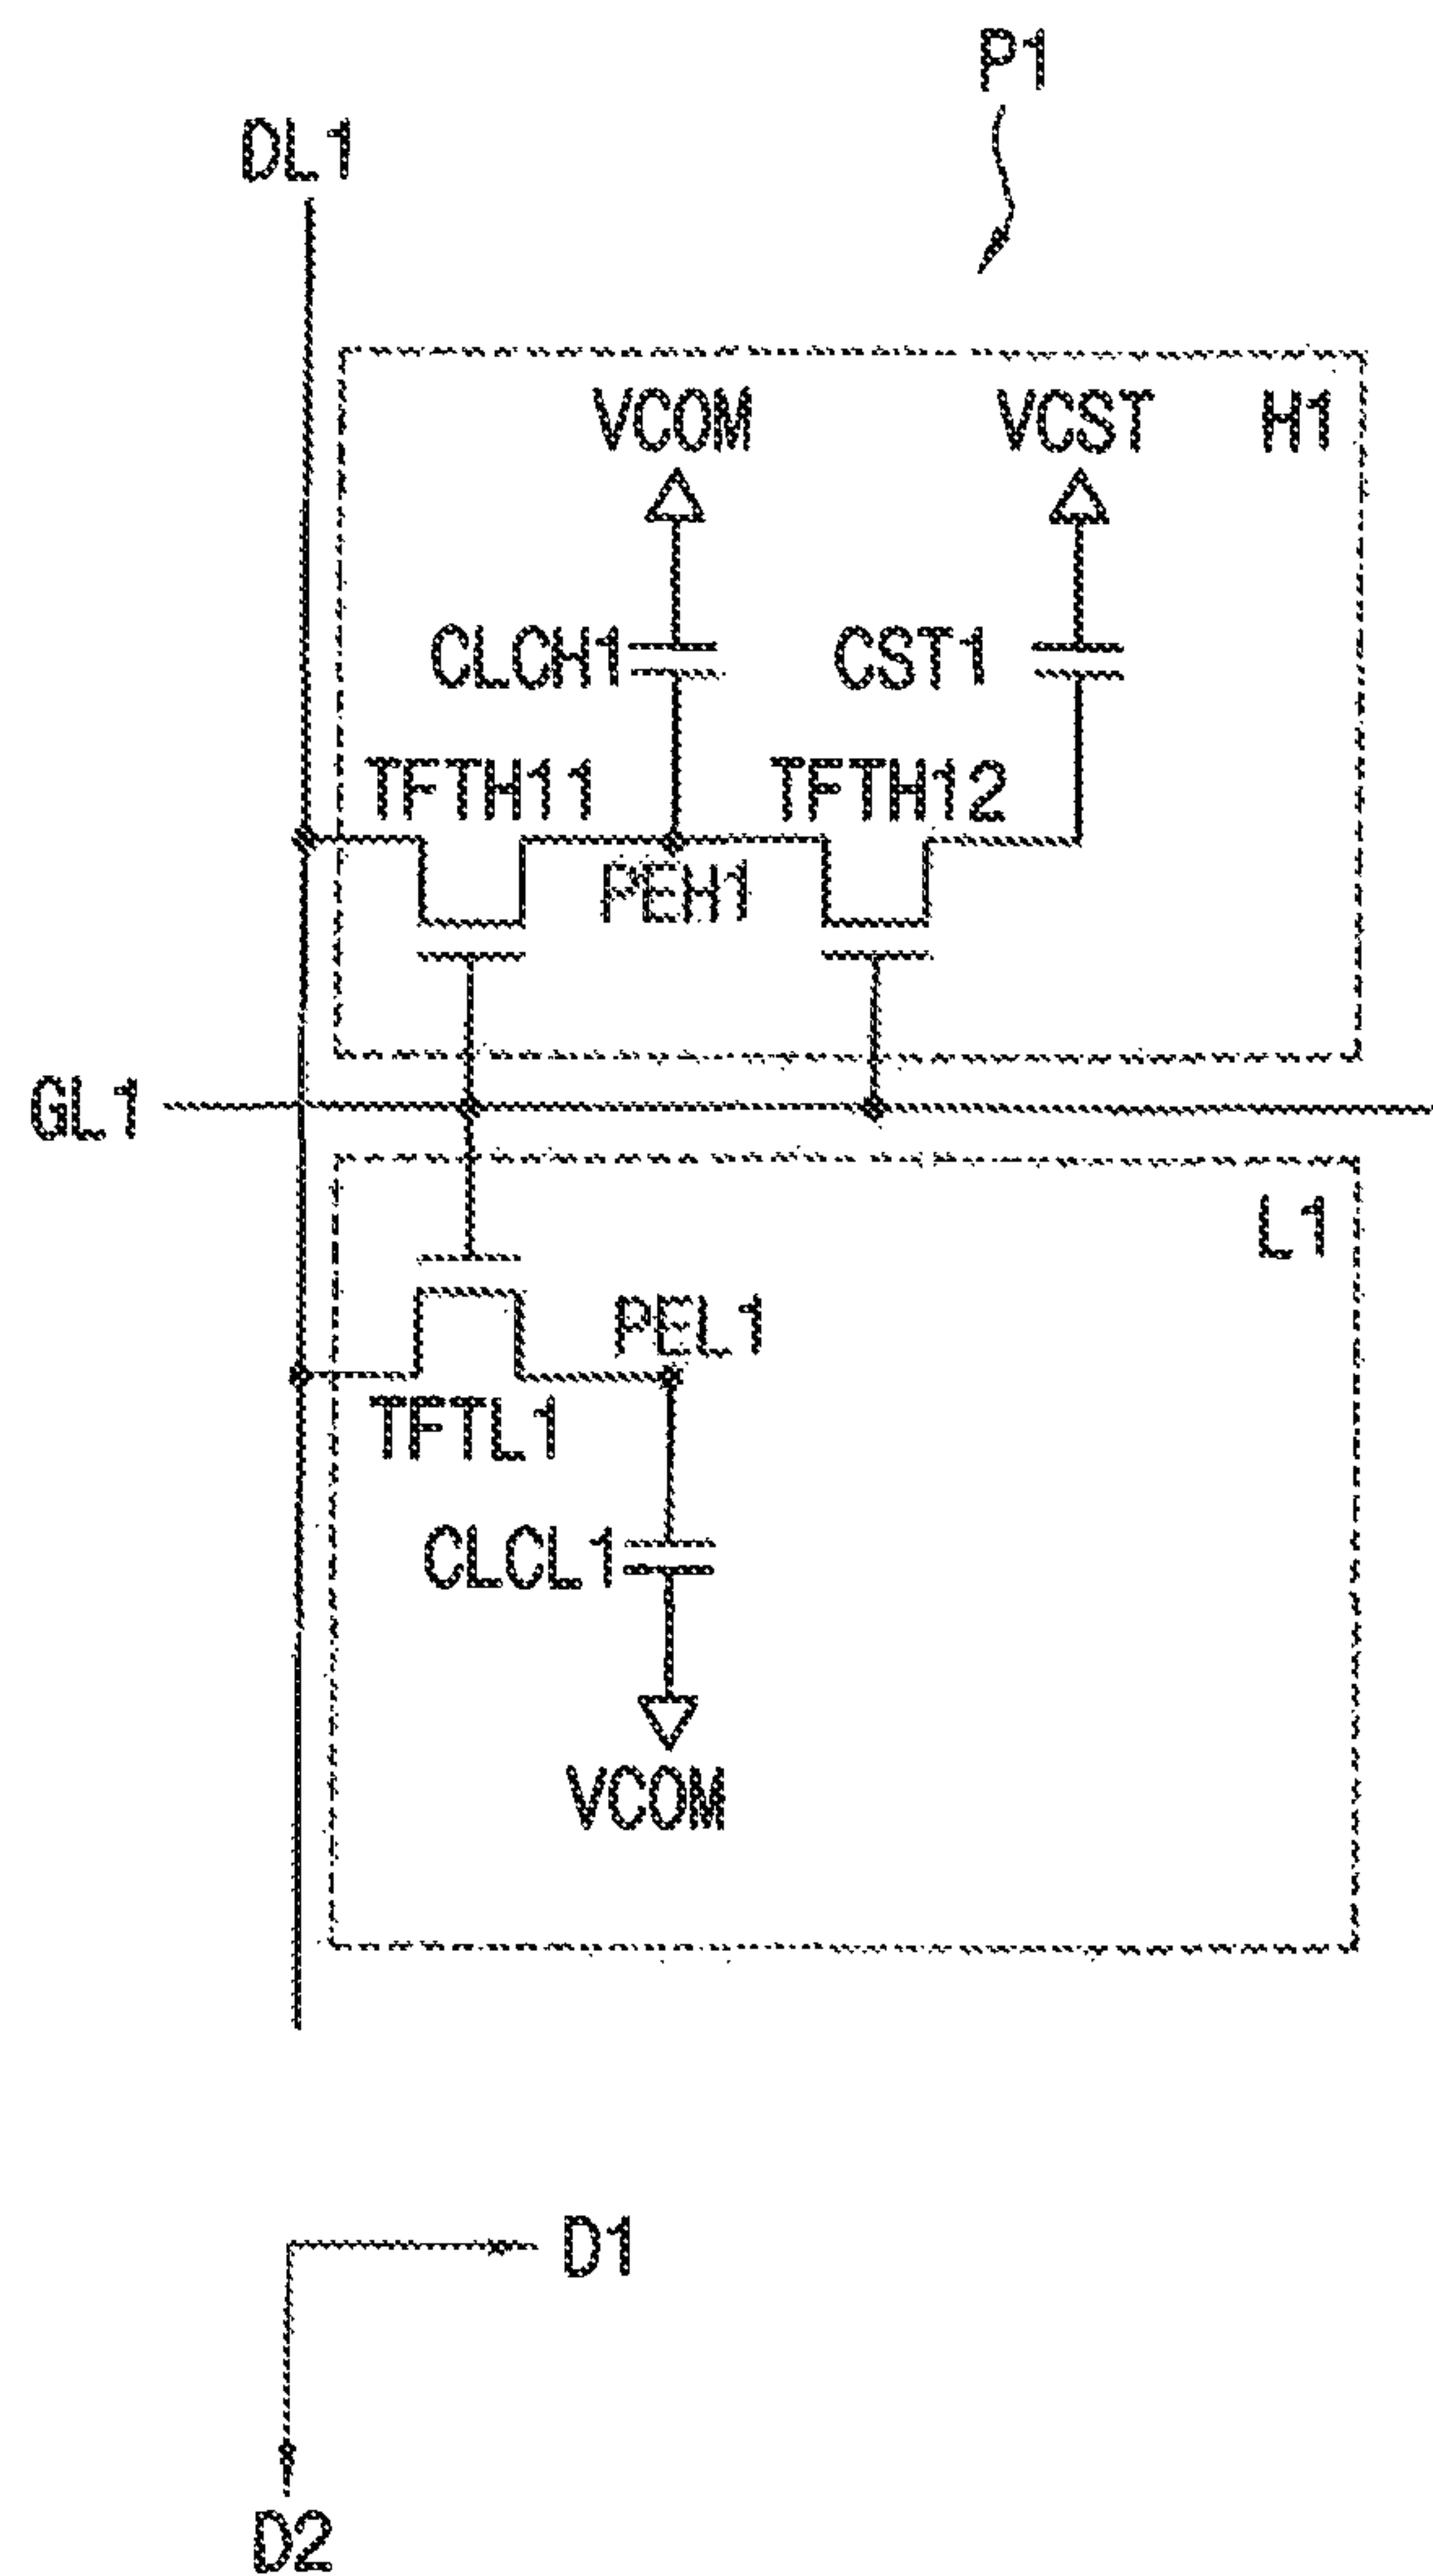 P1
DL1
VCOM
VCST
H1
CLCH1
CST1
TFTH11
TFTH12
PEH1
GL1
L1
PEL1
TFTL1
CLCL1
VCOM
D1
D2